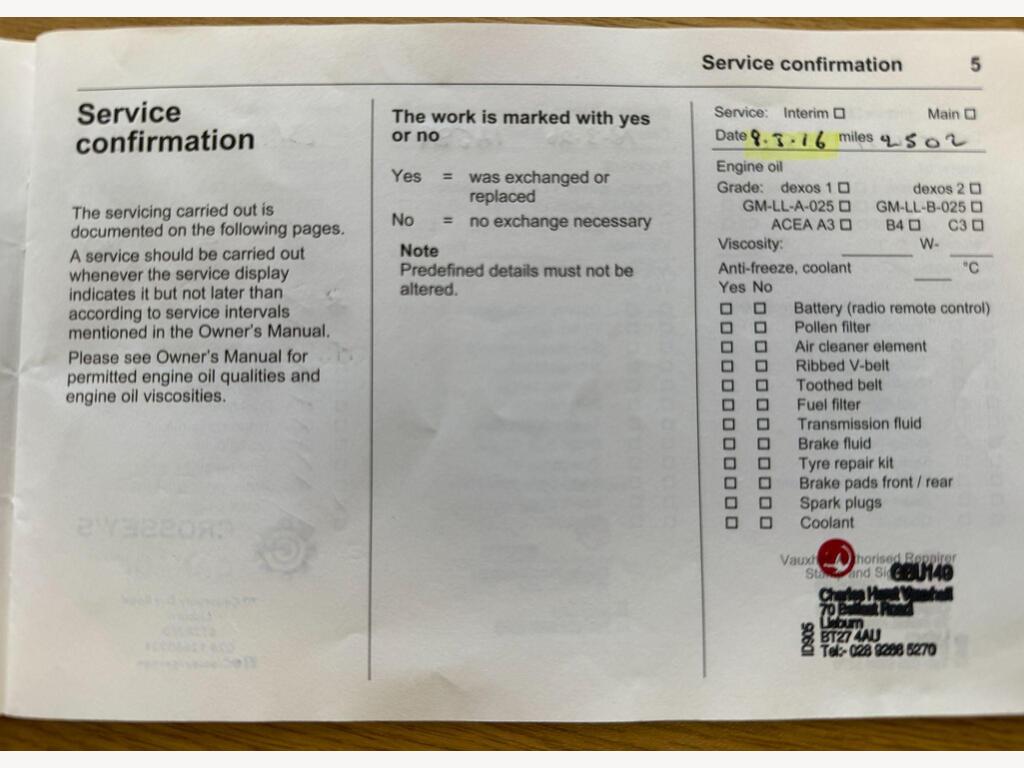 Service confirmation 5
Service
confirmation
The servicing carried out is
documented on the following pages.
A service should be carried out
whenever the service display
indicates it but not later than
according to service intervals
mentioned in the Owner's Manual.
Please see Owner's Manual for
permitted engine oil qualities and
engine oil viscosities.
The work is marked with yes
or no
Yes = was exchanged or
replaced
No = no exchange necessary
Note
Predefined details must not be
altered.
Service: Interim ☐ Main ☐
Date 8.3.16 miles 2502
Engine oil
Grade: dexos 1 ☐ dexos 2 ☐
GM-LL-A-025 ☐ GM-LL-B-025 ☐
ACEA A3 ☐ B4 ☐ C3 ☐
Viscosity: W-
Anti-freeze, coolant °C
Yes No
☐ ☐ Battery (radio remote control)
☐ ☐ Pollen filter
☐ ☐ Air cleaner element
☐ ☐ Ribbed V-belt
☐ ☐ Toothed belt
☐ ☐ Fuel filter
☐ ☐ Transmission fluid
☐ ☐ Brake fluid
☐ ☐ Tyre repair kit
☐ ☐ Brake pads front / rear
☐ ☐ Spark plugs
☐ ☐ Coolant
Repairer
and
GBU149
Charles Hurst Vauxhall
70 Belfast Road
Lisburn
BT27 4AU
Tel:- 028 9266 5270
ID905
CROSSEY'S